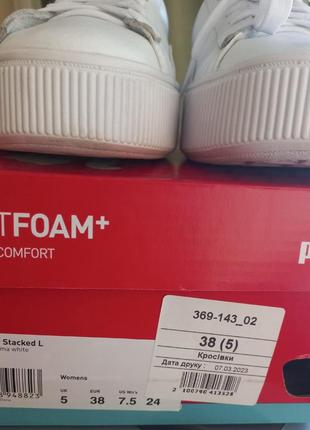 TFOAM+
COMFORT
Stacked L
ma white
369-143_02
38 (5)
Кросівки
Дата друку : 07.03.2023
Womens
UK EUR US Wn's
5 38 7.5 24
948823